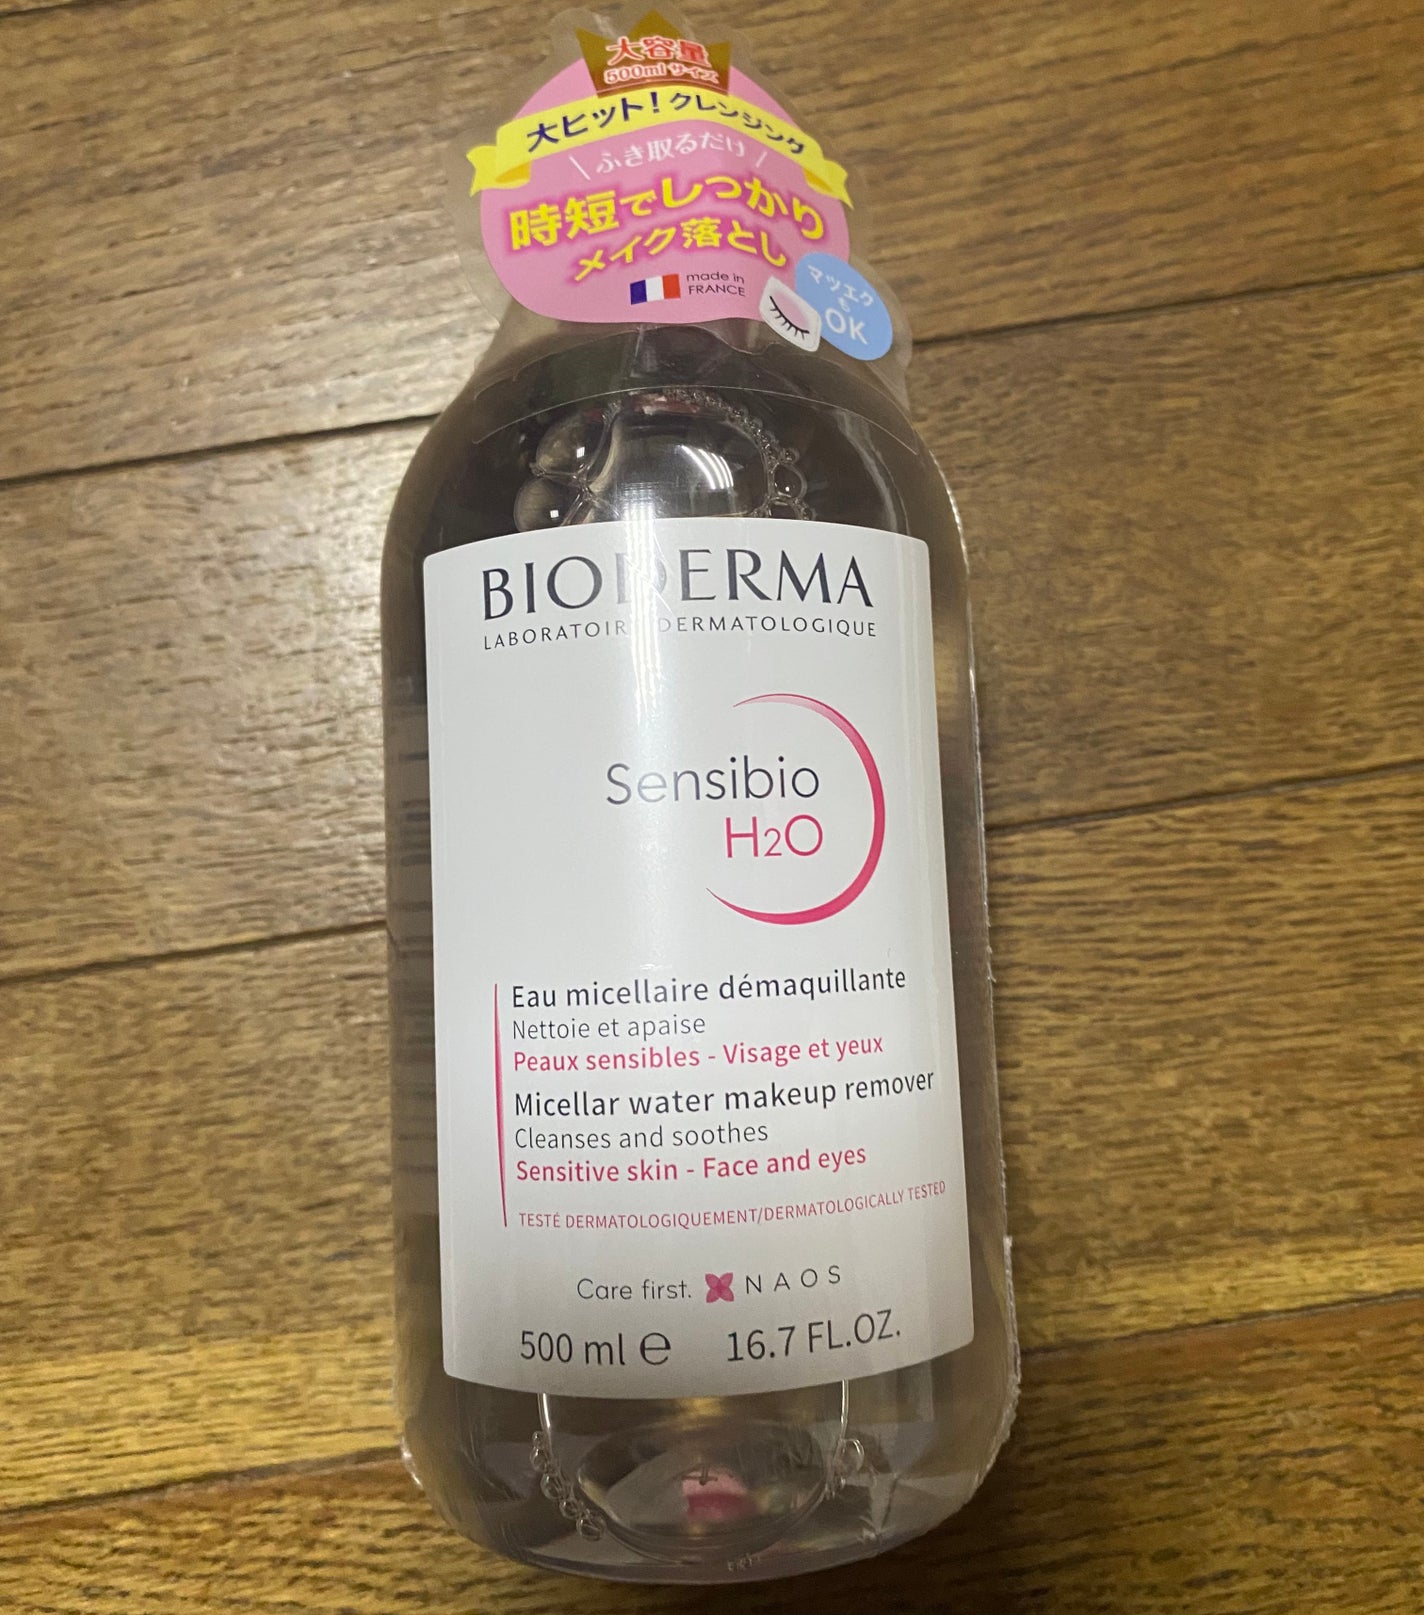 大容量
500mlサイズ
大ヒット！クレンジング
\ ふき取るだけ /
時短でしっかり
メイク落とし
made in
FRANCE
マツエク
も
OK
BIODERMA
LABORATOIRE DERMATOLOGIQUE
Sensibio
H2O
Eau micellaire démaquillante
Nettoie et apaise
Peaux sensibles - Visage et yeux
Micellar water makeup remover
Cleanses and soothes
Sensitive skin - Face and eyes
TESTÉ DERMATOLOGIQUEMENT/DERMATOLOGICALLY TESTED
Care first. NAOS
500 ml ℮ 16.7 FL.OZ.